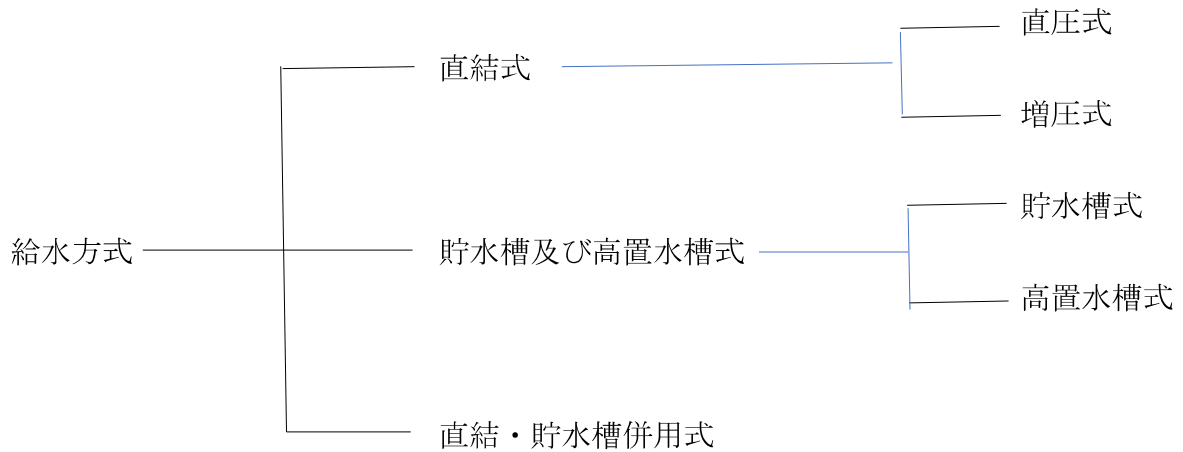 直圧式
直結式
増圧式
貯水槽式
給水方式
貯水槽及び高置水槽式
高置水槽式
直結・貯水槽併用式